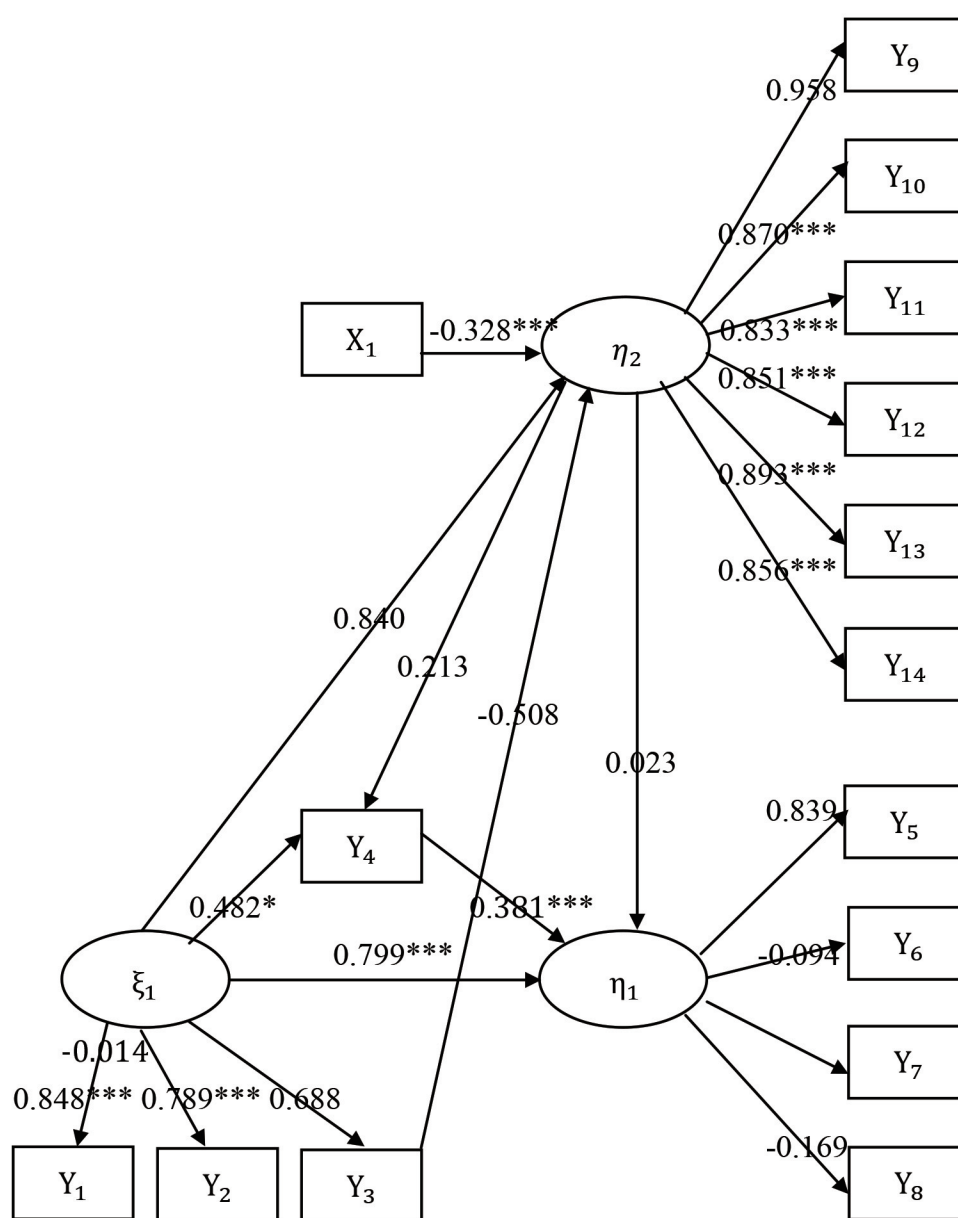 Y₉
0.958
Y₁₀
0.870***
Y₁₁
X₁
-0.328***
η₂
0.833***
0.851***
Y₁₂
0.893***
Y₁₃
0.856***
0.840
0.213
Y₁₄
-0.508
0.023
0.839
Y₅
Y₄
0.482*
0.381***
0.799***
-0.094
Y₆
ξ₁
η₁
-0.014
Y₇
0.848*** 0.789*** 0.688
-0.169
Y₁
Y₂
Y₃
Y₈